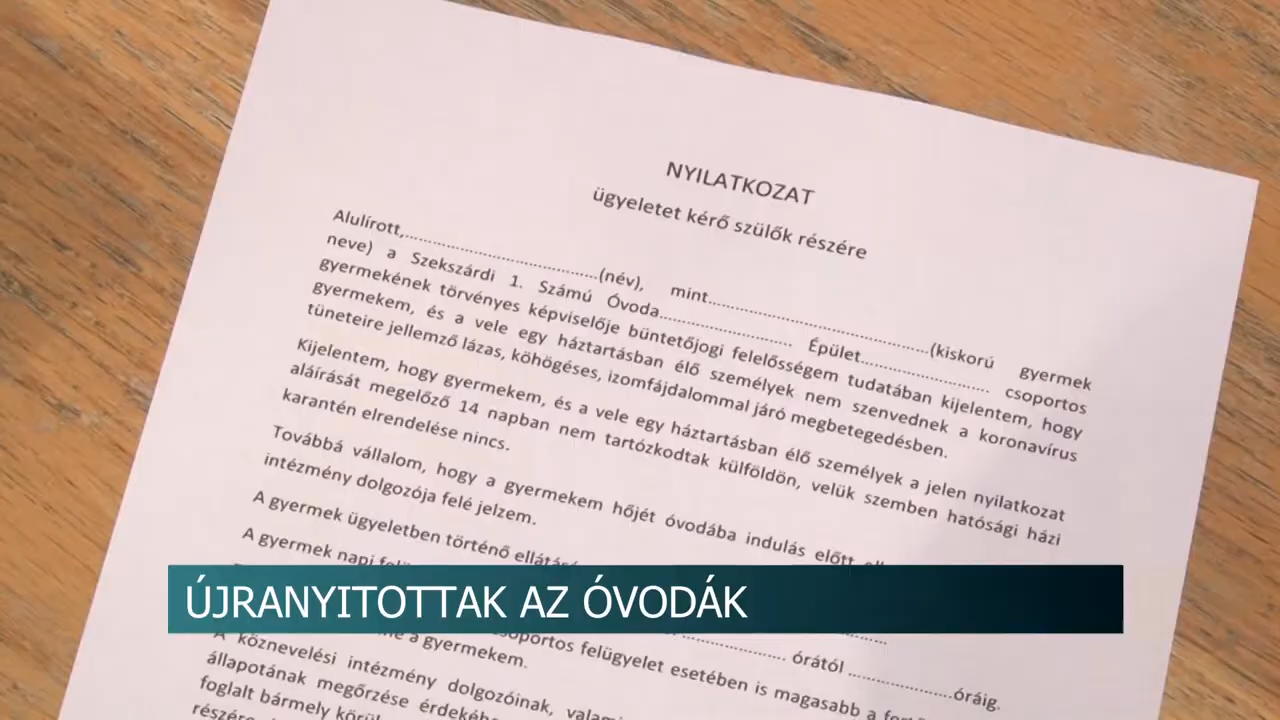 NYILATKOZAT
ügyeletet kérő szülők részére
Alulírott,..............................(név), mint..............................(kiskorú gyermek
neve) a Szekszárdi 1. Számú Óvoda.................... Épület.................... csoportos
gyermekének törvényes képviselője büntetőjogi felelősségem tudatában kijelentem, hogy
gyermekem, és a vele egy háztartásban élő személyek nem szenvednek a koronavírus
tüneteire jellemző lázas, köhögéses, izomfájdalommal járó megbetegedésben.
Kijelentem, hogy gyermekem, és a vele egy háztartásban élő személyek a jelen nyilatkozat
aláírását megelőző 14 napban nem tartózkodtak külföldön, velük szemben hatósági házi
karantén elrendelése nincs.
Továbbá vállalom, hogy a gyermekem hőjét óvodába indulás előtt
intézmény dolgozója felé jelzem.
A gyermek ügyeletben történő
A gyermek napi
ÚJRANYITOTTAK AZ ÓVODÁK
.................... órától ....................óráig.
csoportos felügyelet esetében is magasabb a
a gyermekem.
A köznevelési intézmény dolgozóinak,
állapotának megőrzése
foglalt bármely
részére